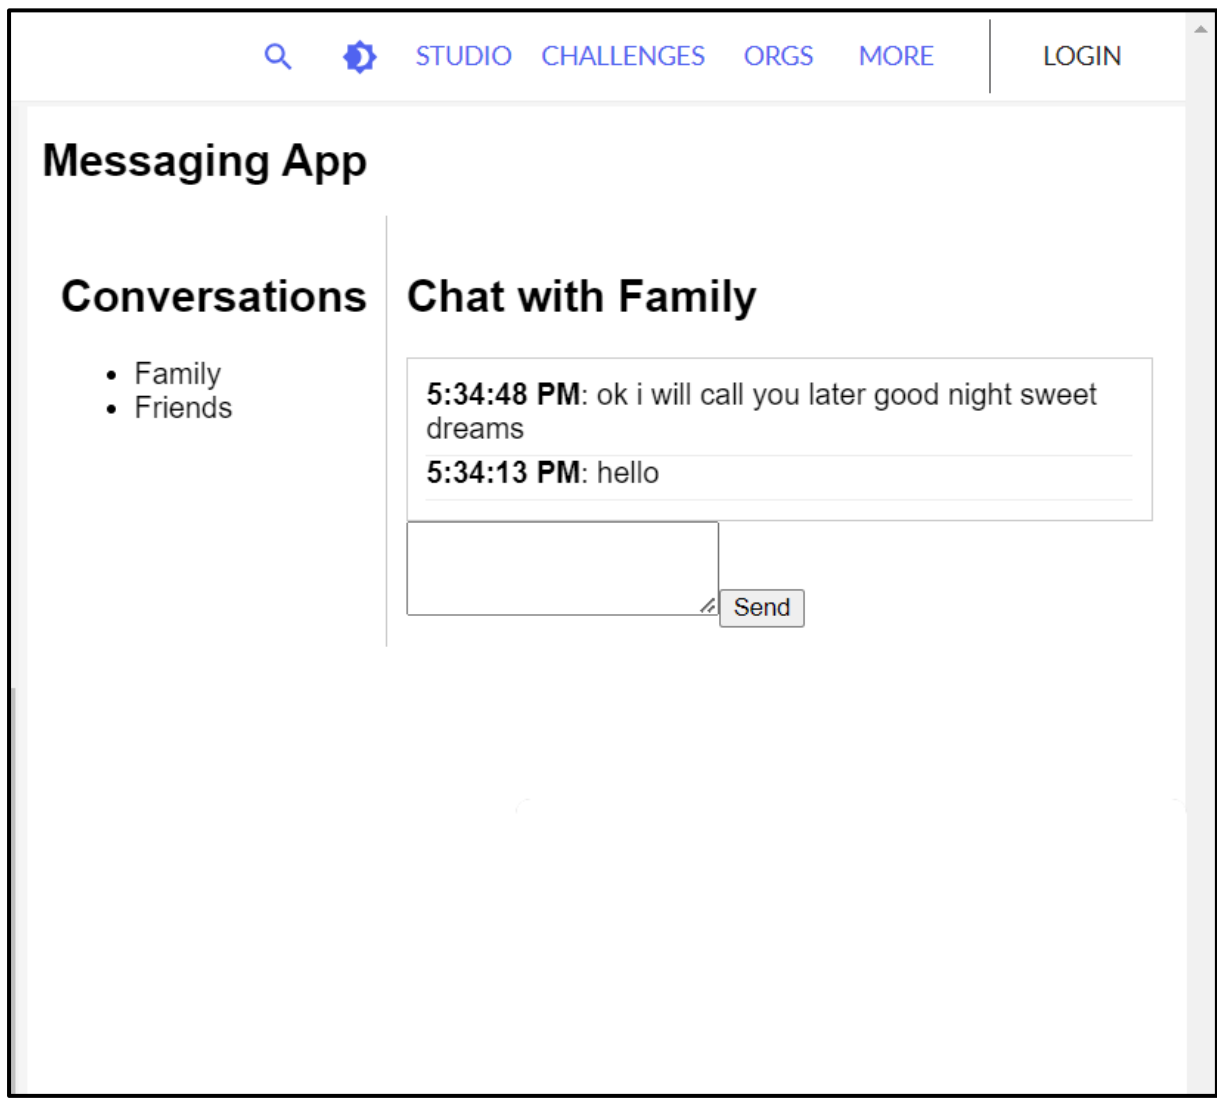 STUDIO CHALLENGES ORGS MORE LOGIN
Messaging App
Conversations
Family
Friends
Chat with Family
5:34:48 PM: ok i will call you later good night sweet
dreams
5:34:13 PM: hello
Send